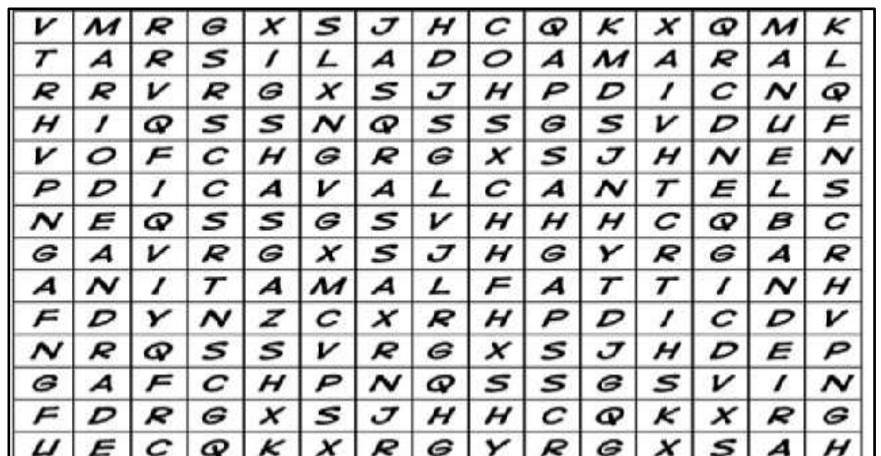 V M R G X S J H C Q K X Q M K
T A R S I L A D O A M A R A L
R R V R G X S J H P D I C N Q
H I Q S S N Q S S G S V D U F
V O F C H G R G X S J H N E N
P D I C A V A L C A N T E L S
N E Q S S G S V H H H C Q B C
G A V R G X S J H G Y R G A R
A N I T A M A L F A T T I N H
F D Y N Z C X R H P D I C D V
N R Q S S V R G X S J H D E P
G A F C H P N Q S S G S V I N
F D R G X S J H H C Q K X R G
U E C Q K X R G Y R G X S A H